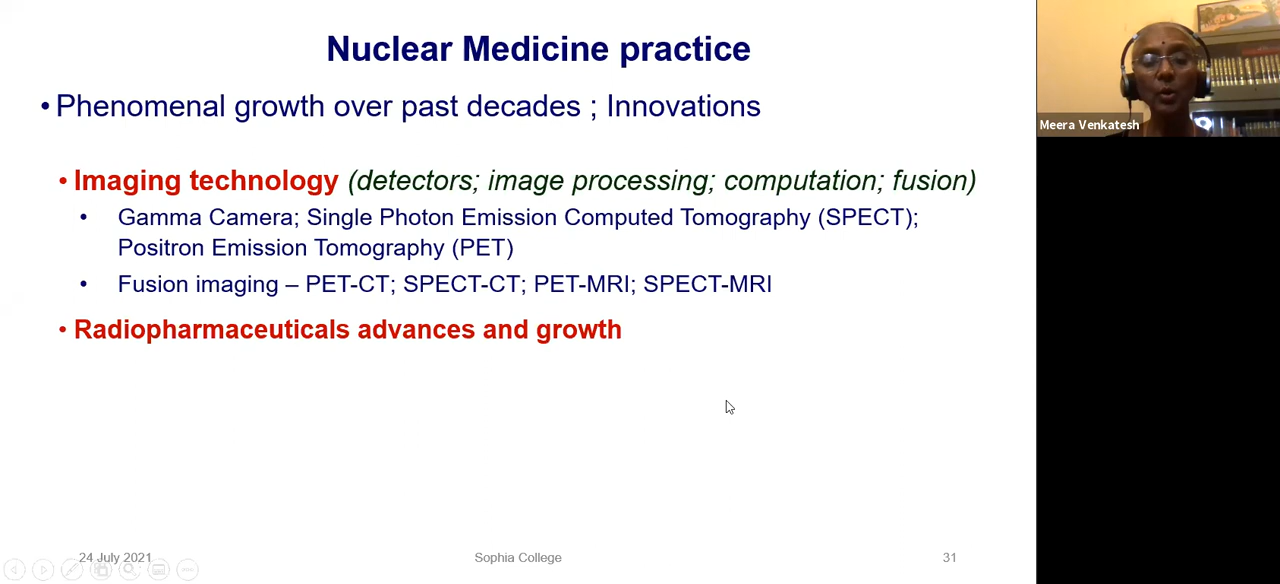 Nuclear Medicine practice
• Phenomenal growth over past decades ; Innovations
• Imaging technology (detectors; image processing; computation; fusion)
• Gamma Camera; Single Photon Emission Computed Tomography (SPECT);
Positron Emission Tomography (PET)
• Fusion imaging – PET-CT; SPECT-CT; PET-MRI; SPECT-MRI
• Radiopharmaceuticals advances and growth
24 July 2021
Sophia College
31
Meera Venkatesh